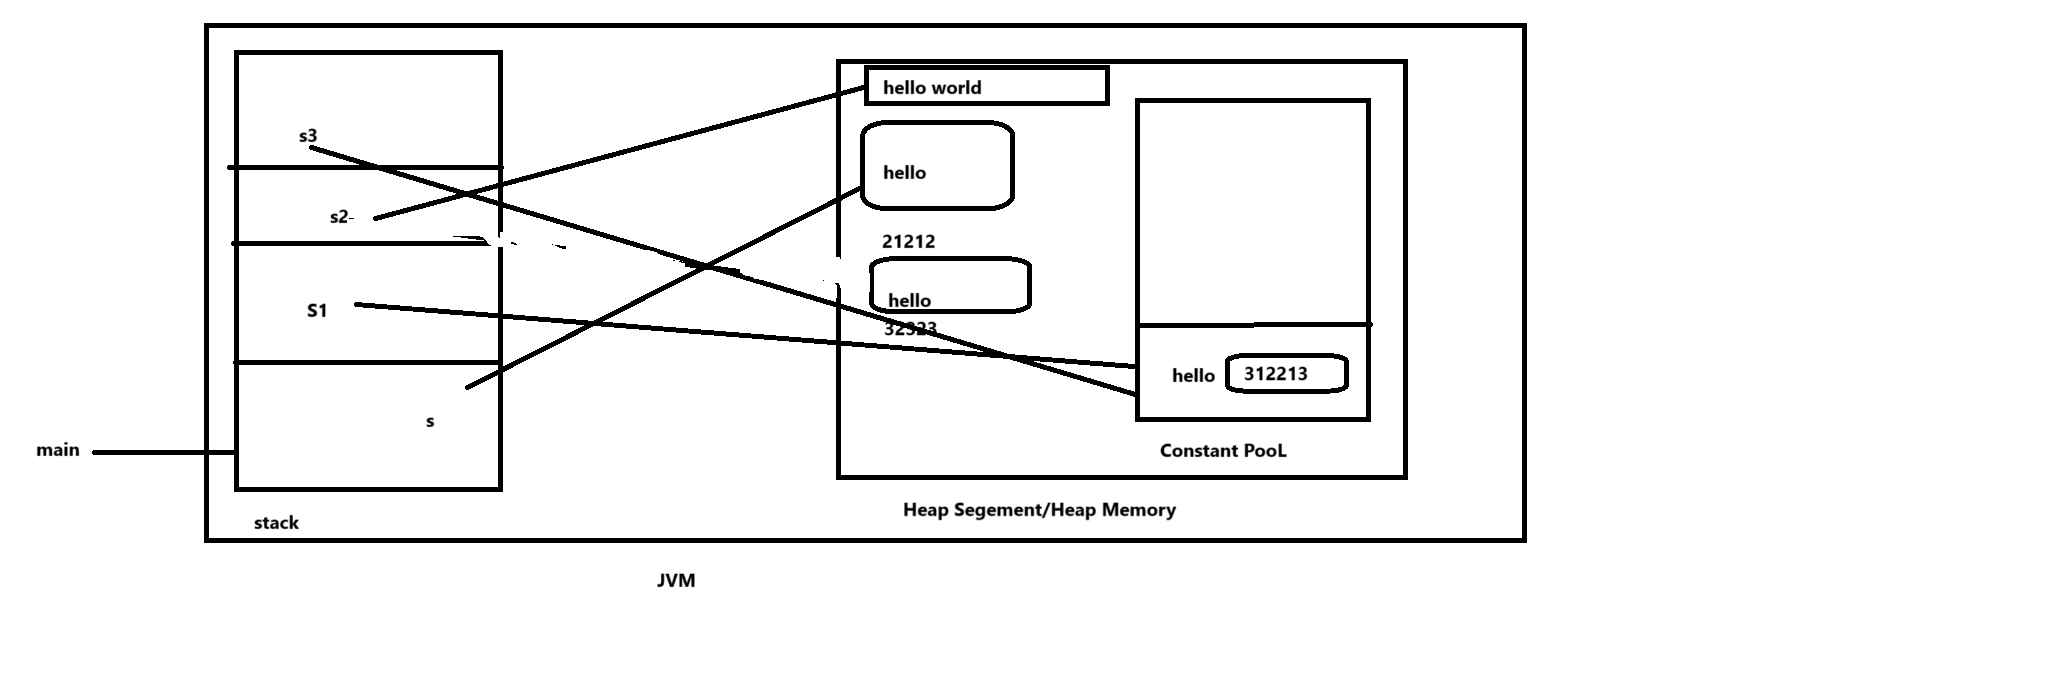 hello world
s3
hello
s2-
21212
hello
S1
32323
hello 312213
s
main
Constant PooL
Heap Segement/Heap Memory
stack
JVM